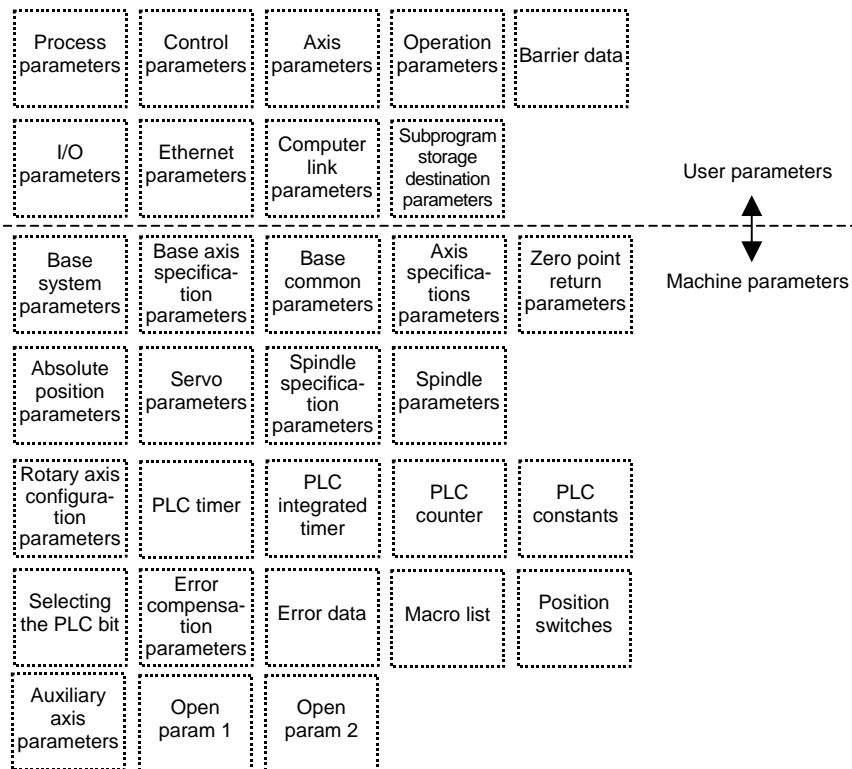 Process
parameters
Control
parameters
Axis
parameters
Operation
parameters
Barrier data
I/O
parameters
Ethernet
parameters
Computer
link
parameters
Subprogram
storage
destination
parameters
User parameters
Machine parameters
Base
system
parameters
Base axis
specifica-
tion
parameters
Base
common
parameters
Axis
specifica-
tions
parameters
Zero point
return
parameters
Absolute
position
parameters
Servo
parameters
Spindle
specifica-
tion
parameters
Spindle
parameters
Rotary axis
configura-
tion
parameters
PLC timer
PLC
integrated
timer
PLC
counter
PLC
constants
Selecting
the PLC bit
Error
compensa-
tion
parameters
Error data
Macro list
Position
switches
Auxiliary
axis
parameters
Open
param 1
Open
param 2